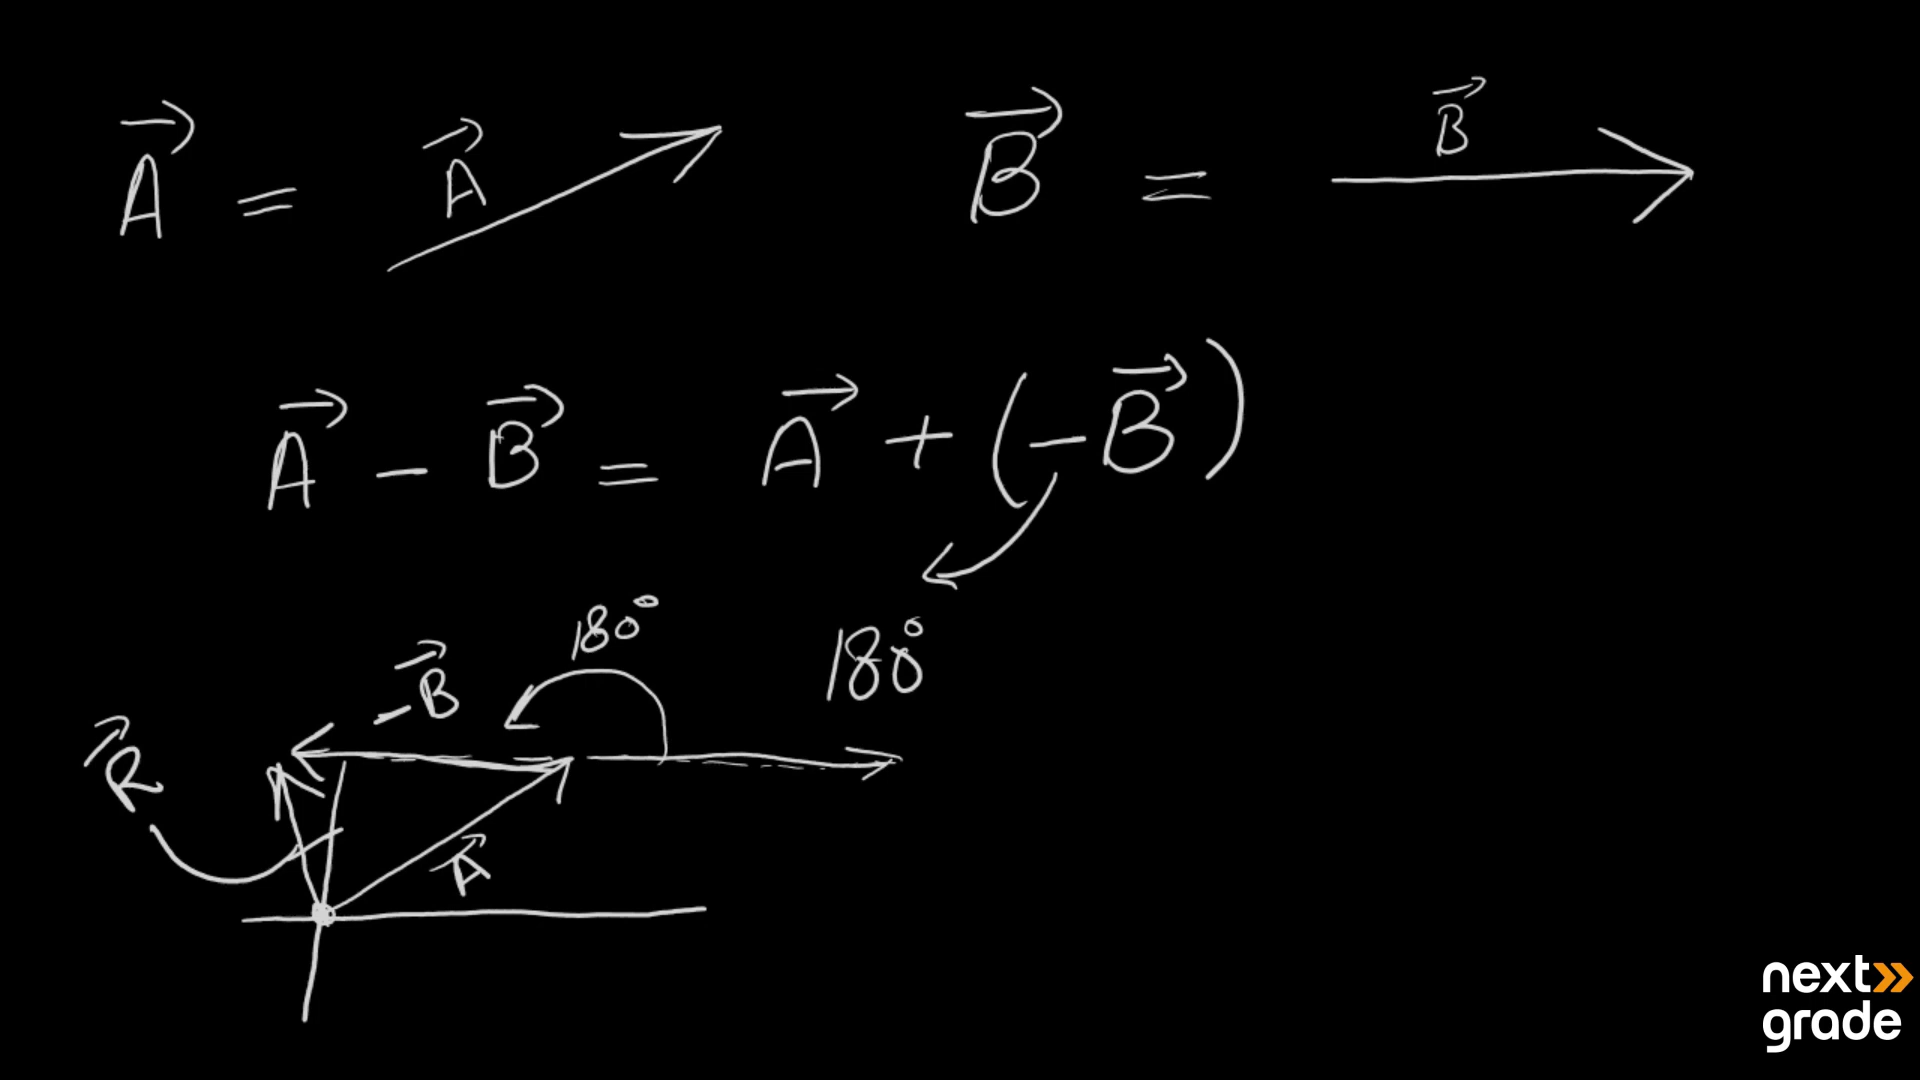 A⃗ = A⃗ B⃗ = B⃗
A⃗ - B⃗ = A⃗ + (-B⃗)
180° 180°
-B⃗
R⃗
A⃗
next
grade